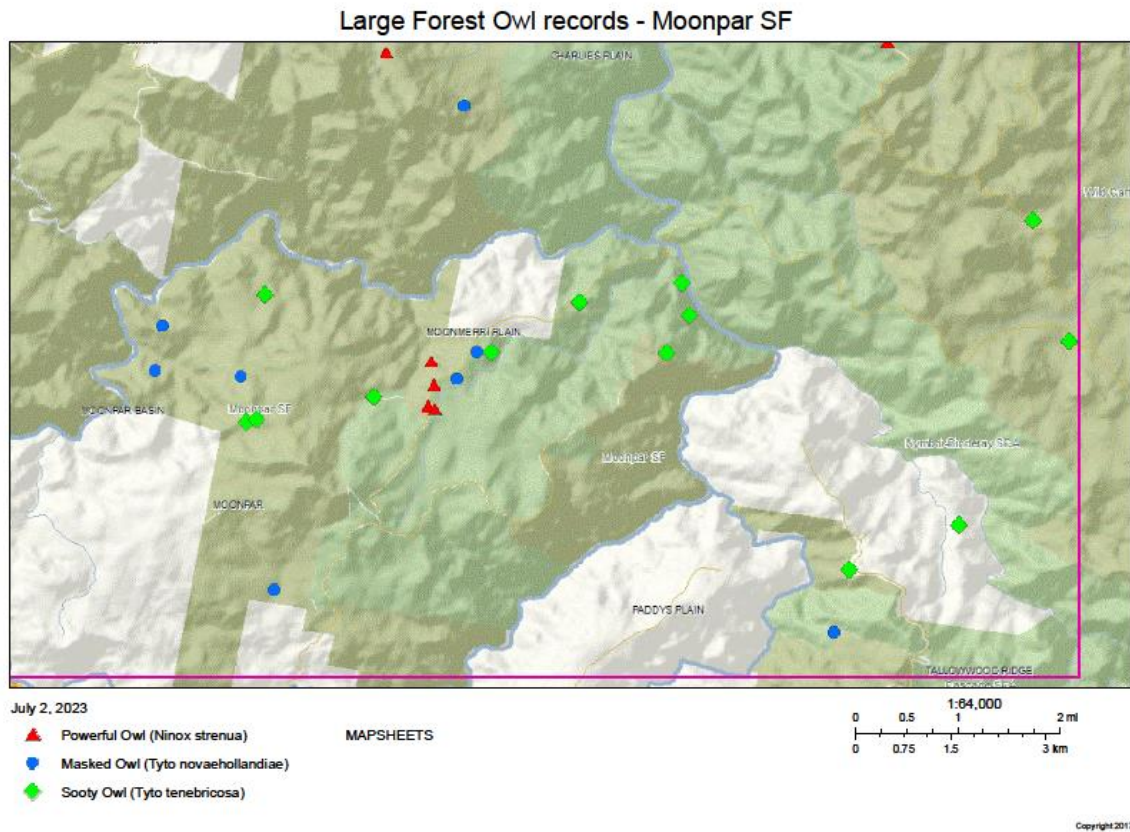 Large Forest Owl records - Moonpar SF
CHARLIES PLAIN
MOONMERRI PLAIN
MOONPAR BASIN
Moonpar SF
Moonpar SF
MOONPAR
PADDYS PLAIN
TALLOWWOOD RIDGE
July 2, 2023
Powerful Owl (Ninox strenua)
Masked Owl (Tyto novaehollandiae)
Sooty Owl (Tyto tenebricosa)
MAPSHEETS
1:64,000
0 0.5 1 2 mi
0 0.75 1.5 3 km